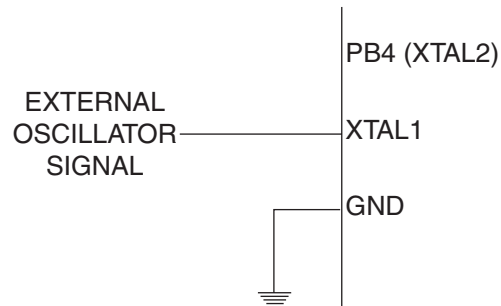 PB4 (XTAL2)
EXTERNAL
OSCILLATOR
SIGNAL
XTAL1
GND